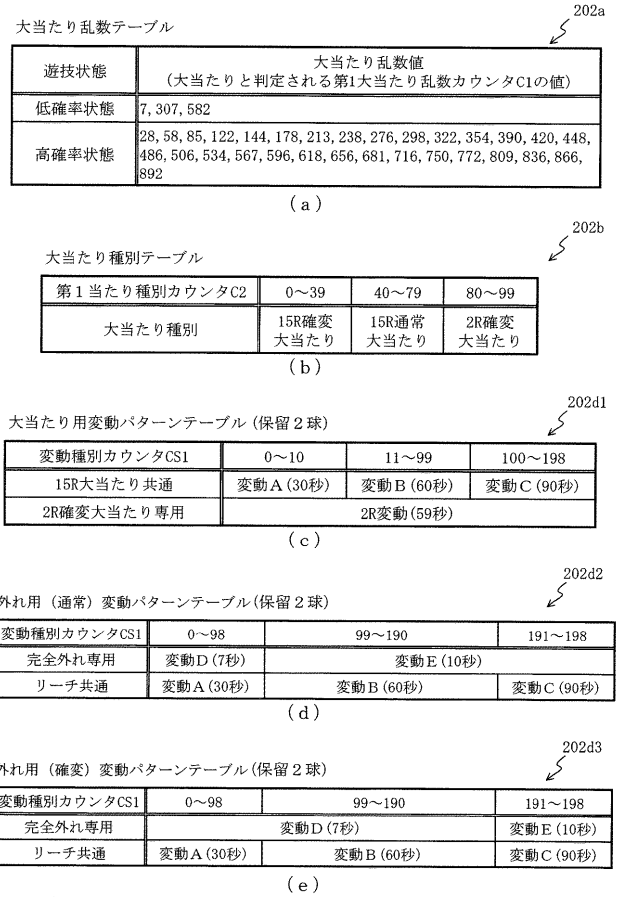 大当たり乱数テーブル
202a
遊技状態
大当たり乱数値
(大当たりと判定される第1大当たり乱数カウンタC1の値)
低確率状態
7, 307, 582
高確率状態
28, 58, 85, 122, 144, 178, 213, 238, 276, 298, 322, 354, 390, 420, 448,
486, 506, 534, 567, 596, 618, 656, 681, 716, 750, 772, 809, 836, 866,
892
(a)
202b
大当たり種別テーブル
第1当たり種別カウンタC2 0~39 40~79 80~99
大当たり種別
15R確変
大当たり
15R通常
大当たり
2R確変
大当たり
(b)
202d1
大当たり用変動パターンテーブル(保留2球)
変動種別カウンタCS1 0~10 11~99 100~198
15R大当たり共通 変動A(30秒) 変動B(60秒) 変動C(90秒)
2R確変大当たり専用 2R変動(59秒)
(c)
202d2
外れ用(通常)変動パターンテーブル(保留2球)
変動種別カウンタCS1 0~98 99~190 191~198
完全外れ専用 変動D(7秒) 変動E(10秒)
リーチ共通 変動A(30秒) 変動B(60秒) 変動C(90秒)
(d)
202d3
外れ用(確変)変動パターンテーブル(保留2球)
変動種別カウンタCS1 0~98 99~190 191~198
完全外れ専用 変動D(7秒) 変動E(10秒)
リーチ共通 変動A(30秒) 変動B(60秒) 変動C(90秒)
(e)